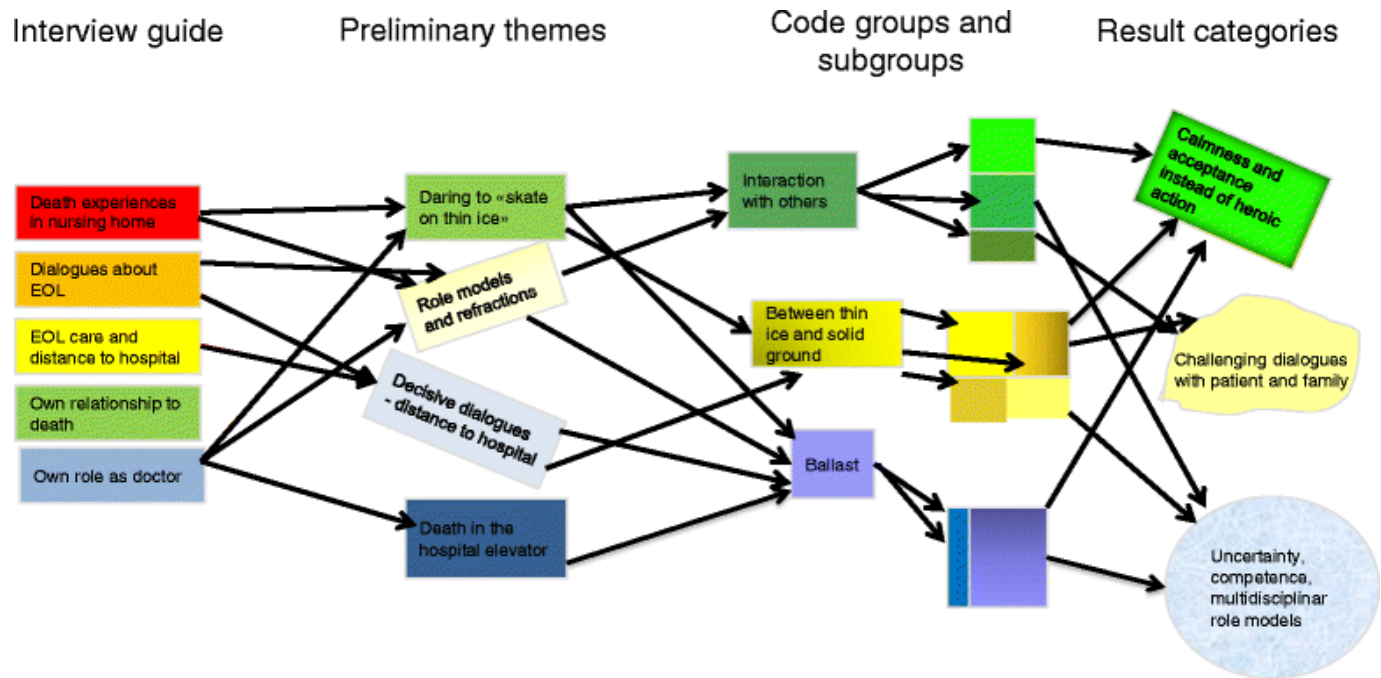 Interview guide
Preliminary themes
Code groups and
subgroups
Result categories
Death experiences
in nursing home
Dialogues about
EOL
EOL care and
distance to hospital
Own relationship to
death
Own role as doctor
Daring to «skate
on thin ice»
Role models
and refractions
Decisive dialogues
- distance to hospital
Death in the
hospital elevator
Interaction
with others
Between thin
ice and solid
ground
Ballast
Calmness and
acceptance
instead of heroic
action
Challenging dialogues
with patient and family
Uncertainty,
competence,
multidisciplinar
role models